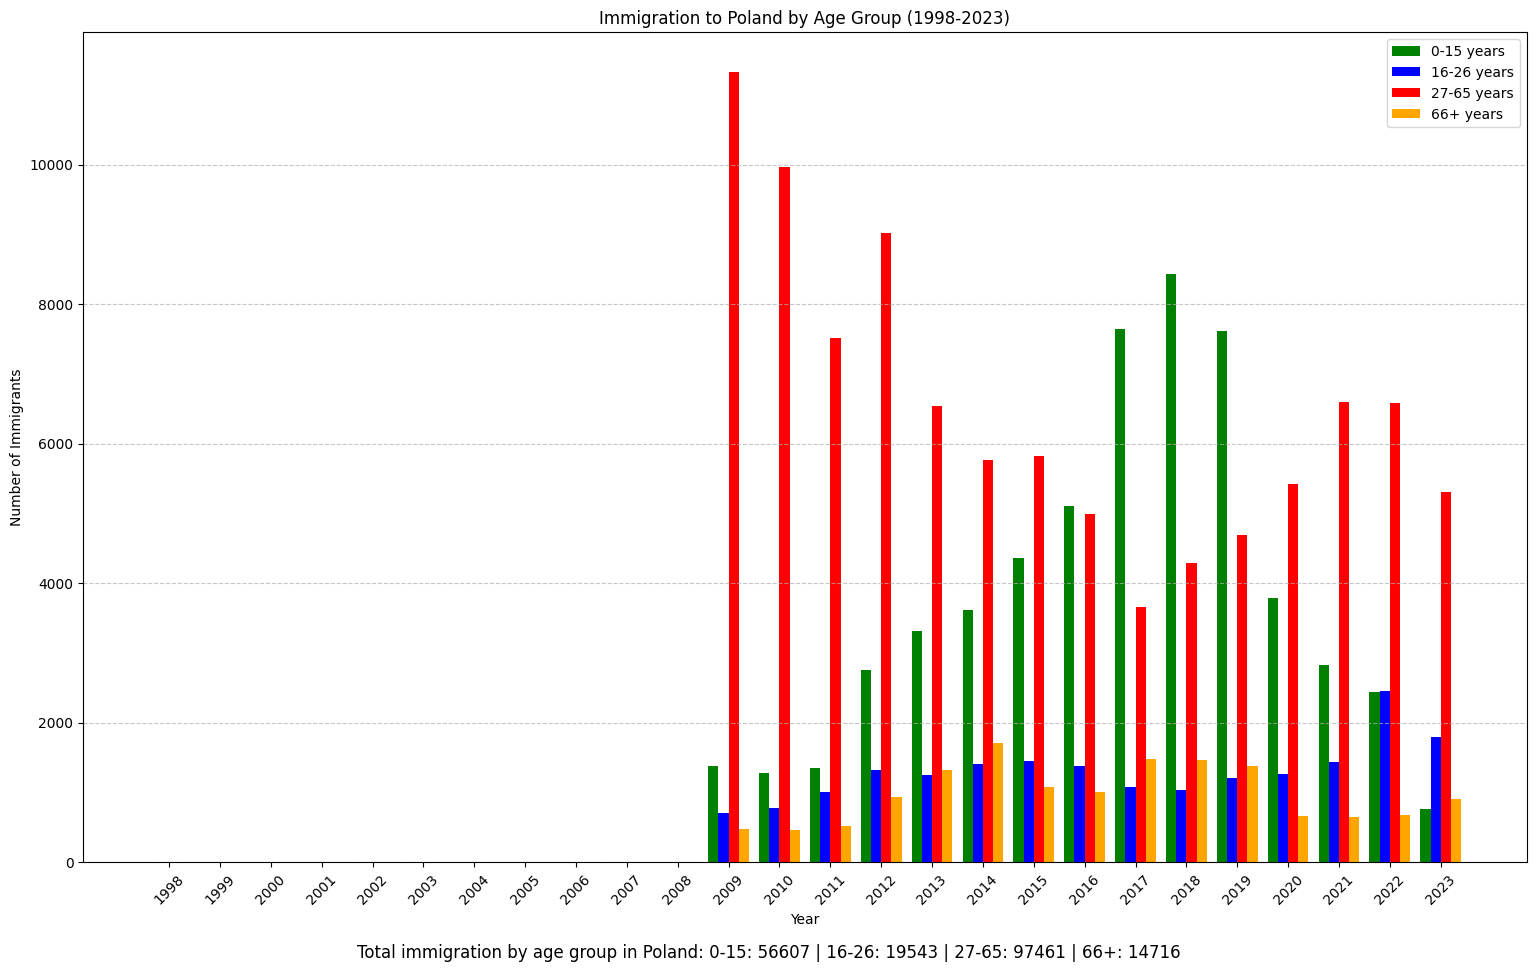 Immigration to Poland by Age Group (1998-2023)
0-15 years
16-26 years
27-65 years
66+ years
Number of Immigrants
10000
8000
6000
4000
2000
0
1998 1999 2000 2001 2002 2003 2004 2005 2006 2007 2008 2009 2010 2011 2012 2013 2014 2015 2016 2017 2018 2019 2020 2021 2022 2023
Year
Total immigration by age group in Poland: 0-15: 56607 | 16-26: 19543 | 27-65: 97461 | 66+: 14716